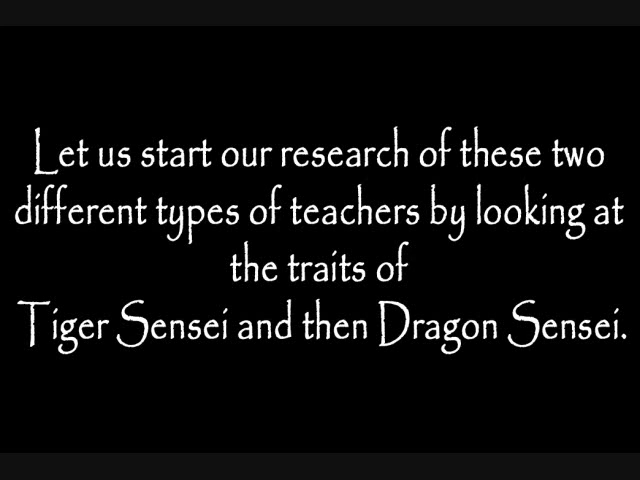 Let us start our research of these two
different types of teachers by looking at
the traits of
Tiger Sensei and then Dragon Sensei.